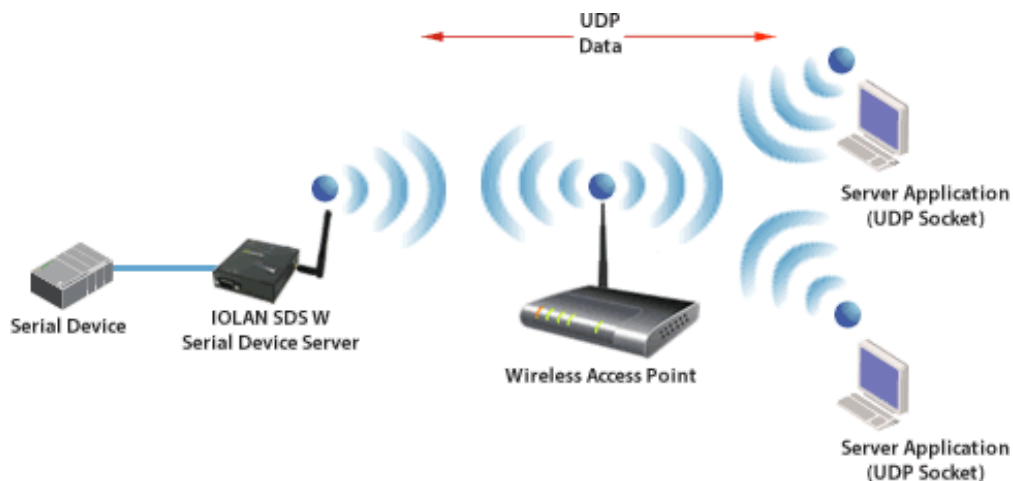 UDP
Data
Server Application
(UDP Socket)
Serial Device
IOLAN SDS W
Serial Device Server
Wireless Access Point
Server Application
(UDP Socket)